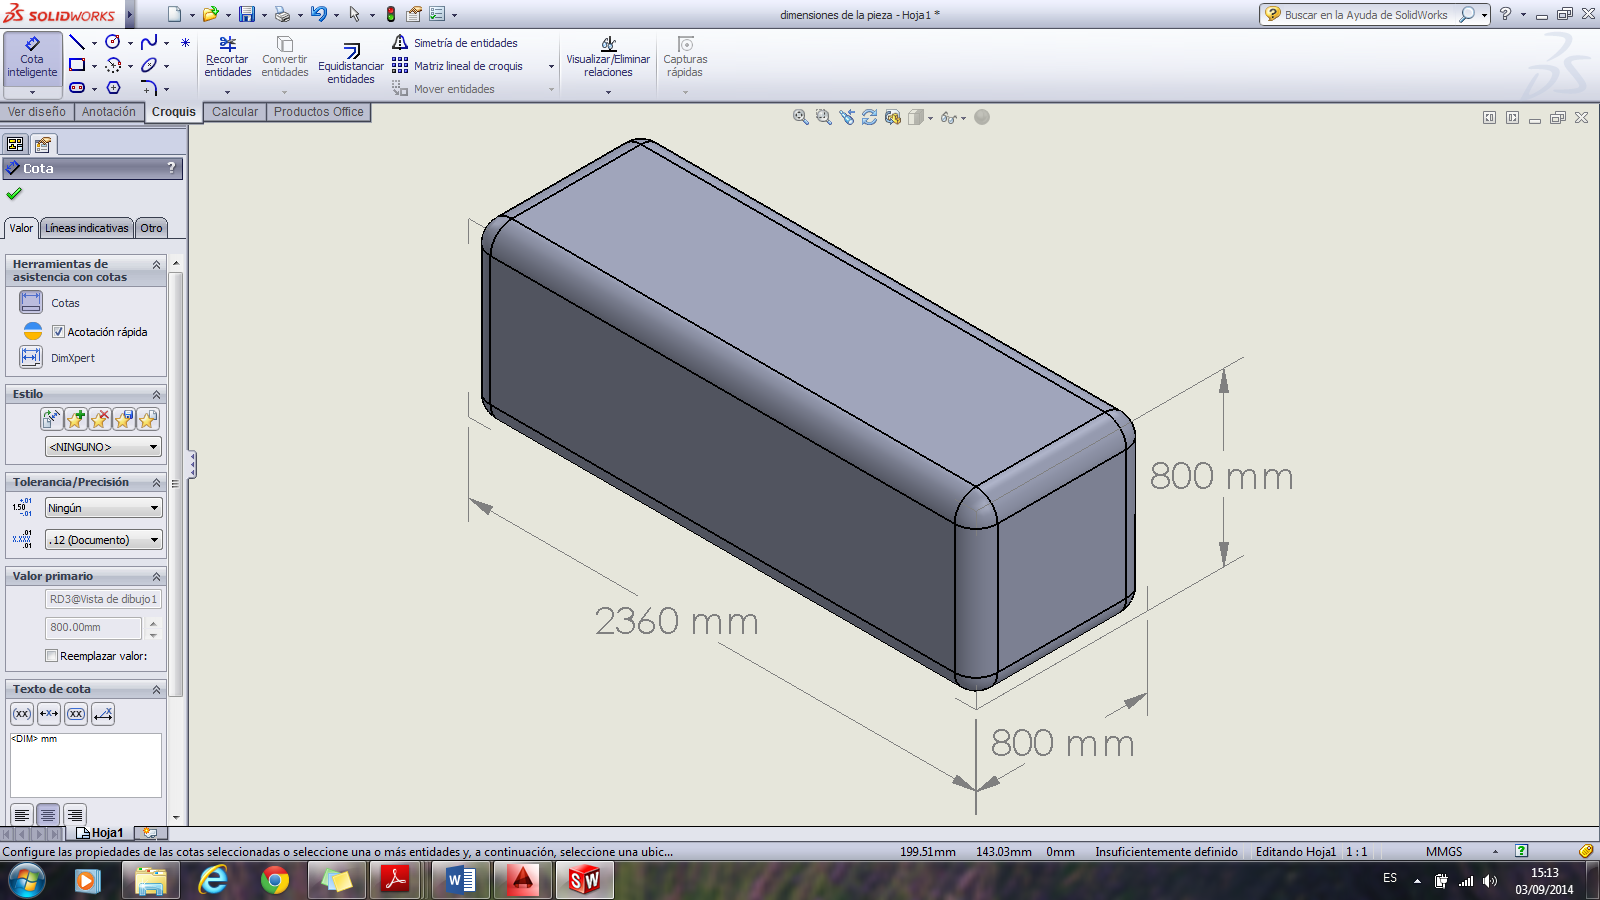 SOLIDWORKS
dimensiones de la pieza - Hoja1 *
Buscar en la Ayuda de SolidWorks
Cota inteligente
Recortar entidades
Convertir entidades
Equidistanciar entidades
Simetría de entidades
Matriz lineal de croquis
Mover entidades
Visualizar/Eliminar relaciones
Capturas rápidas
Ver diseño
Anotación
Croquis
Calcular
Productos Office
Cota
?
Valor
Líneas indicativas
Otro
Herramientas de
asistencia con cotas
Cotas
Acotación rápida
DimXpert
Estilo
<NINGUNO>
Tolerancia/Precisión
Ningún
.12 (Documento)
Valor primario
RD3@Vista de dibujo1
800.00mm
Reemplazar valor:
Texto de cota
<DIM> mm
2360 mm
800 mm
800 mm
Hoja1
Configure las propiedades de las cotas seleccionadas o seleccione una o más entidades y, a continuación, seleccione una ubic...
199.51mm
143.03mm
0mm
Insuficientemente definido
Editando Hoja1
1 : 1
MMGS
ES
15:13
03/09/2014